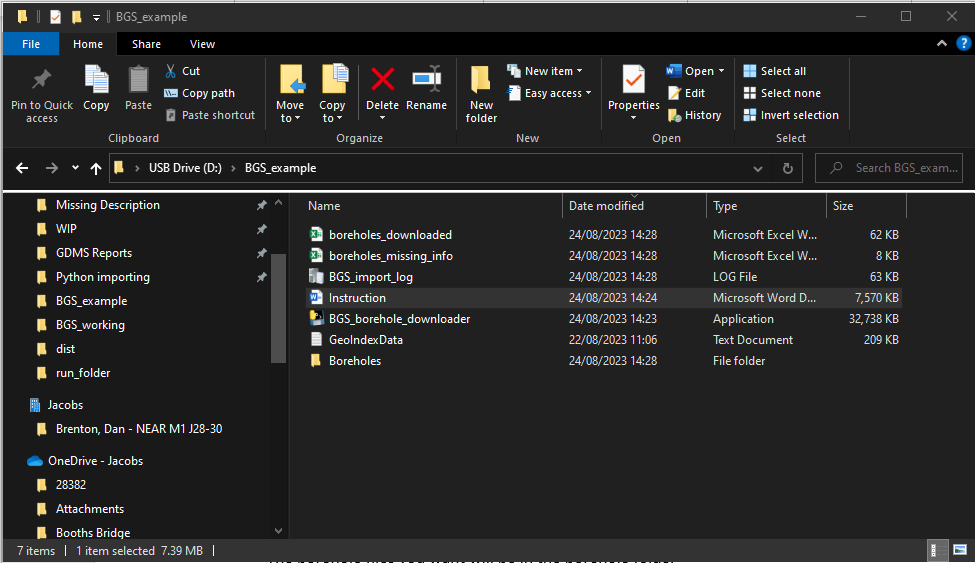 BGS_example
File Home Share View
Pin to Quick access
Copy
Paste
Cut
Copy path
Paste shortcut
Clipboard
Move to
Copy to
Delete
Rename
Organize
New folder
New item
Easy access
New
Properties
Open
Edit
History
Open
Select all
Select none
Invert selection
Select
USB Drive (D:) > BGS_example
Search BGS_exam...
Missing Description
WIP
GDMS Reports
Python importing
BGS_example
BGS_working
dist
run_folder
Jacobs
Brenton, Dan - NEAR M1 J28-30
OneDrive - Jacobs
28382
Attachments
Booths Bridge
Name Date modified Type Size
boreholes_downloaded 24/08/2023 14:28 Microsoft Excel W... 62 KB
boreholes_missing_info 24/08/2023 14:28 Microsoft Excel W... 8 KB
BGS_import_log 24/08/2023 14:28 LOG File 63 KB
Instruction 24/08/2023 14:24 Microsoft Word D... 7,570 KB
BGS_borehole_downloader 24/08/2023 14:23 Application 32,738 KB
GeoIndexData 22/08/2023 11:06 Text Document 209 KB
Boreholes 24/08/2023 14:28 File folder
7 items 1 item selected 7.39 MB